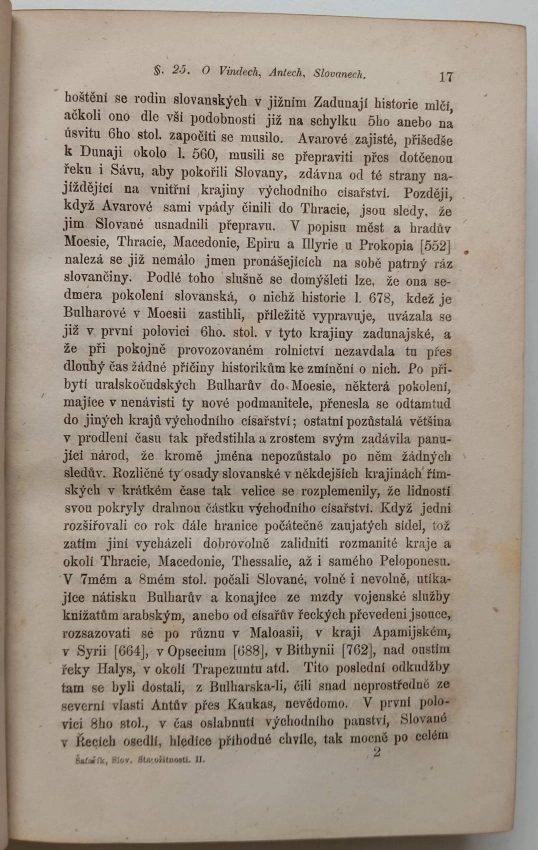 §. 25. O Vindech, Antech, Slovanech. 17
hoštění se rodin slovanských v jižním Zadunají historie mlčí,
ačkoli ono dle vší podobnosti již na schylku 5ho anebo na
úsvitu 6ho stol. započíti se musilo. Avarové zajisté, přišedše
k Dunaji okolo l. 560, musili se přepraviti přes dotčenou
řeku i Sávu, aby pokořili Slovany, zdávna od té strany na-
jíždějící na vnitřní krajiny východního císařství. Později,
když Avarové sami vpády činili do Thracie, jsou sledy, že
jim Slované usnadnili přepravu. V popisu měst a hradův
Moesie, Thracie, Macedonie, Epiru a Illyrie u Prokopia [552]
nalezá se již nemálo jmen pronášejících na sobě patrný ráz
slovančiny. Podlé toho slušně se domýšleti lze, že ona se-
dmera pokolení slovanská, o nichž historie l. 678, kdež je
Bulharové v Moesii zastihli, příležitě vypravuje, uvázala se
již v první polovici 6ho. stol. v tyto krajiny zadunajské, a
že při pokojně provozovaném rolnictví nezavdala tu přes
dlouhý čas žádné příčiny historikům ke zmínění o nich. Po při-
bytí uralskočudských Bulharův do Moesie, některá pokolení,
majíce v nenávisti ty nové podmanitele, přenesla se odtamtud
do jiných krajů východního císařství; ostatní pozůstalá většina
v prodlení času tak předstihla a zrostem svým zadávila panu-
jící národ, že kromě jména nepozůstalo po něm žádných
sledův. Rozličné ty osady slovanské v někdejších krajinách řím-
ských v krátkém čase tak velice se rozplemenily, že lidností
svou pokryly drahnou částku východního císařství. Když jedni
rozšiřovali co rok dále hranice počátečné zaujatých sídel, tož
zatím jiní vycházeli dobrovolně zalidniti rozmanité kraje a
okolí Thracie, Macedonie, Thessalie, až i samého Peloponesu.
V 7mém a 8mém stol. počali Slované, volně i nevolně, utíka-
jíce nátisku Bulharův a konajíce ze mzdy vojenské služby
knížatům arabským, anebo od císařův řeckých převedeni jsouce,
rozsazovati se po různu v Maloasii, v kraji Apamijském,
v Syrii [664], v Opsecium [688], v Bithynii [762], nad oustím
řeky Halys, v okolí Trapezuntu atd. Tito poslední odkudžby
tam se byli dostali, z Bulharska-li, čili snad neprostředně ze
severní vlasti Antův přes Kaukas, nevědomo. V první polo-
vici 8ho stol., v čas oslabnutí východního panství, Slované
v Řecích osedlí, hledíce příhodné chvíle, tak mocně po celém
Šafařík, Slov. Starožitnosti. II. 2